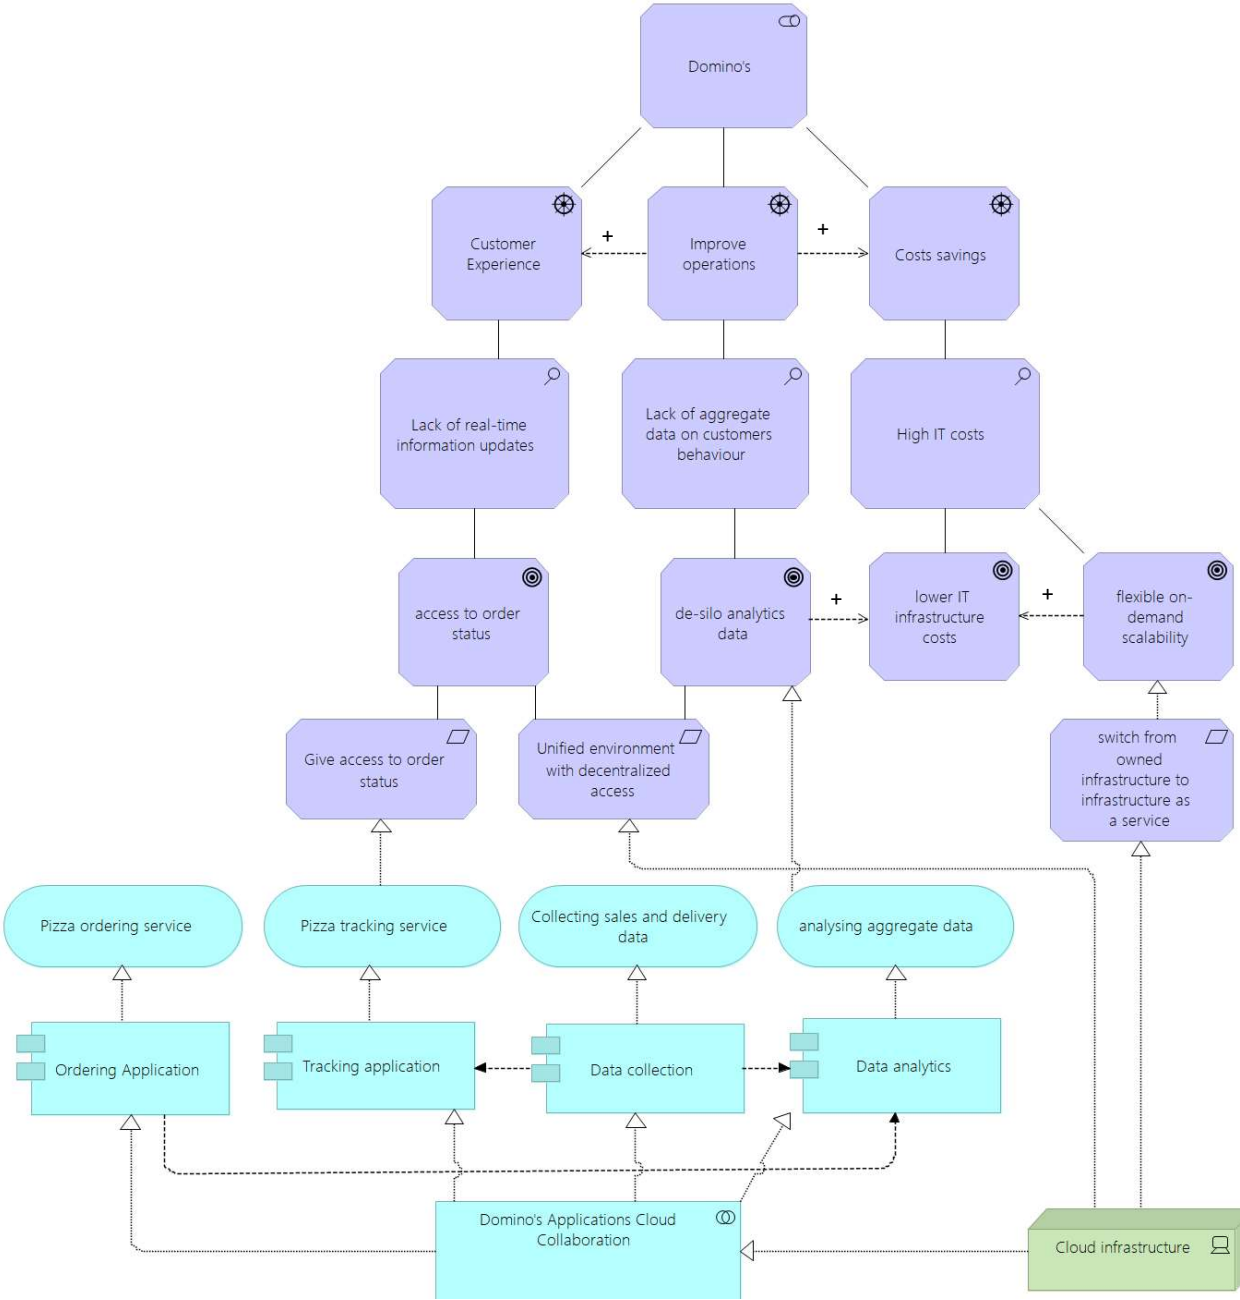 Domino's
Customer
Experience
+
Improve
operations
+
Costs savings
Lack of real-time
information updates
Lack of aggregate
data on customers
behaviour
High IT costs
access to order
status
de-silo analytics
data
+
lower IT
infrastructure
costs
+
flexible on-
demand
scalability
Give access to order
status
Unified environment
with decentralized
access
switch from
owned
infrastructure to
infrastructure as
a service
Pizza ordering service
Pizza tracking service
Collecting sales and delivery
data
analysing aggregate data
Ordering Application
Tracking application
Data collection
Data analytics
Domino's Applications Cloud
Collaboration
Cloud infrastructure